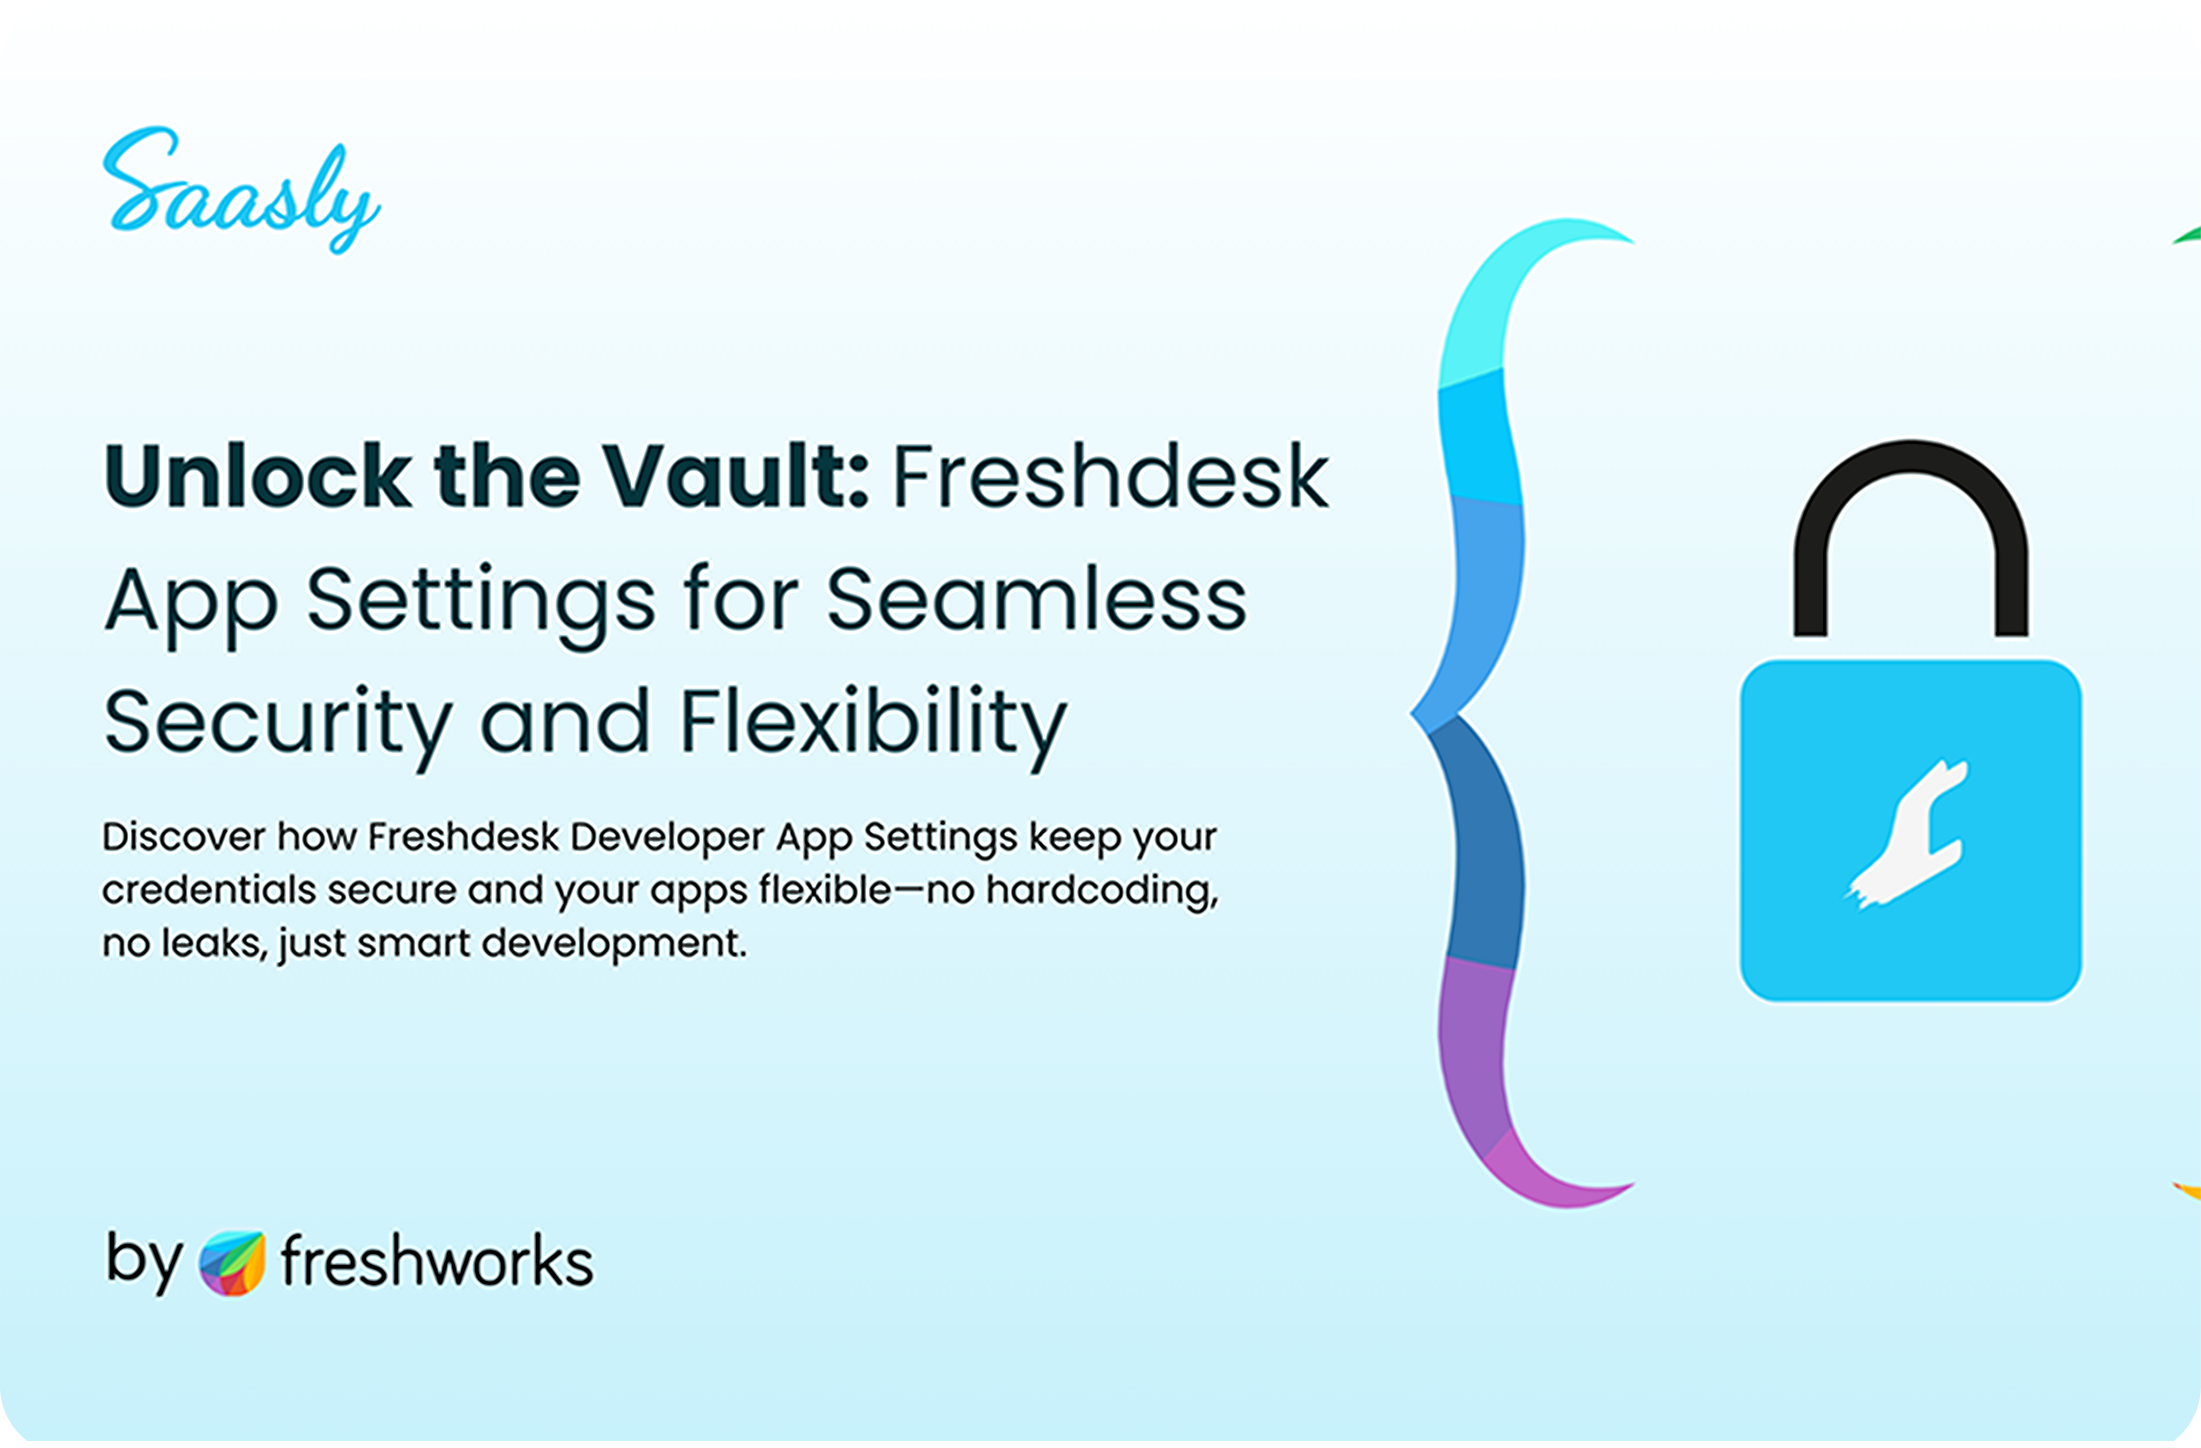 Saasly
Unlock the Vault: Freshdesk
App Settings for Seamless
Security and Flexibility
Discover how Freshdesk Developer App Settings keep your
credentials secure and your apps flexible—no hardcoding,
no leaks, just smart development.
by freshworks